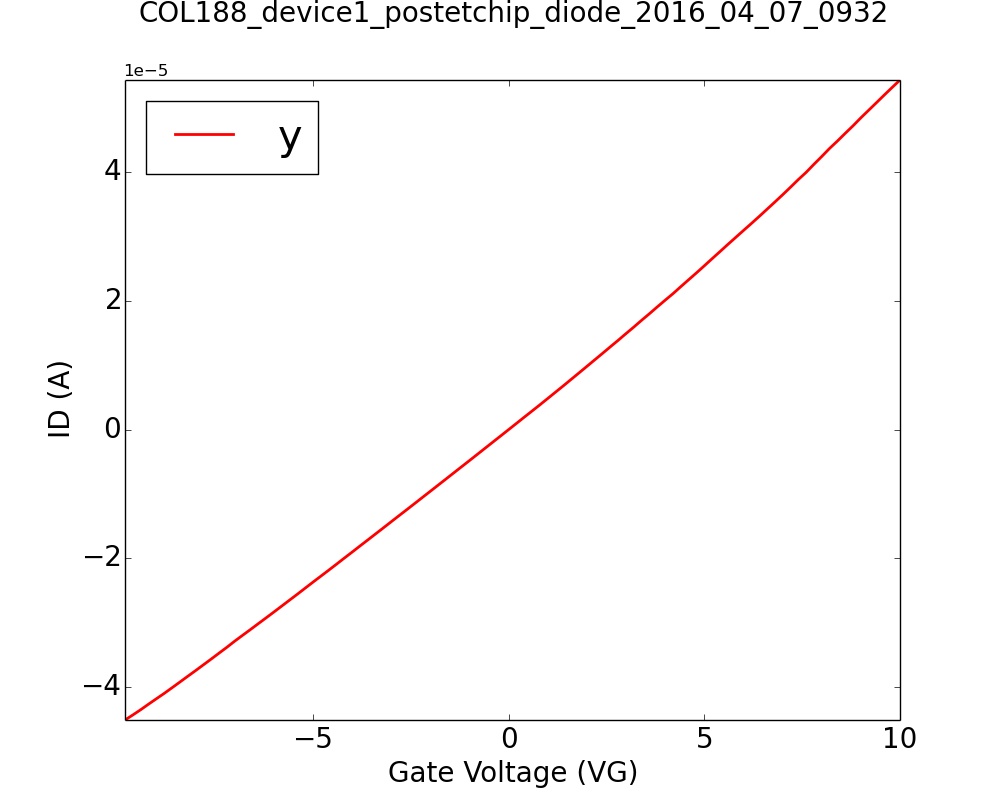 COL188_device1_postetchip_diode_2016_04_07_0932
1e−5
y
4
2
0
−2
−4
ID (A)
−5 0 5 10
Gate Voltage (VG)